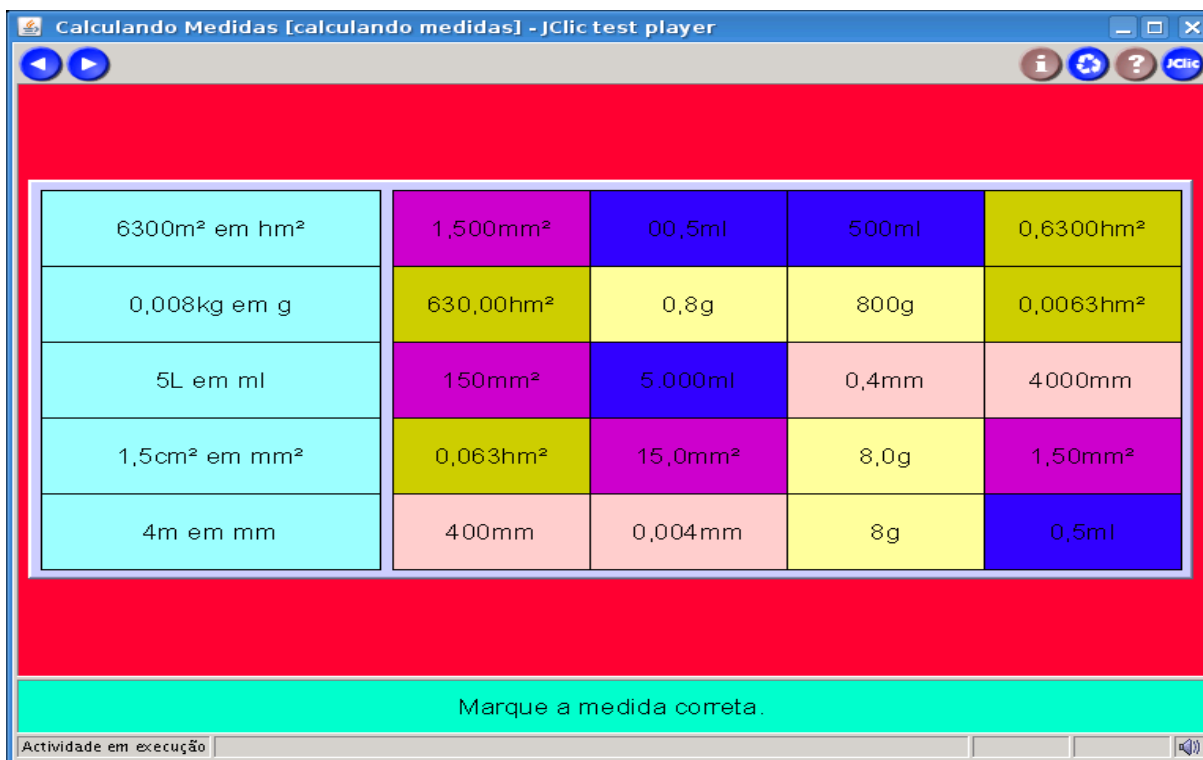 Calculando Medidas [calculando medidas] - JClic test player
i ? JClic
6300m² em hm² 1,500mm² 00,5ml 500ml 0,6300hm²
0,008kg em g 630,00hm² 0,8g 800g 0,0063hm²
5L em ml 150mm² 5.000ml 0,4mm 4000mm
1,5cm² em mm² 0,063hm² 15,0mm² 8,0g 1,50mm²
4m em mm 400mm 0,004mm 8g 0,5ml
Marque a medida correta.
Actividade em execução